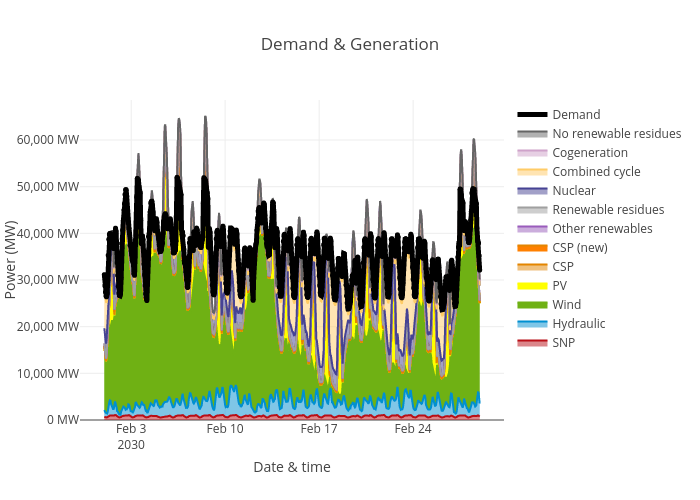 Demand & Generation
60,000 MW
50,000 MW
40,000 MW
30,000 MW
20,000 MW
10,000 MW
0 MW
Power (MW)
Feb 3
2030
Feb 10
Feb 17
Feb 24
Date & time
Demand
No renewable residues
Cogeneration
Combined cycle
Nuclear
Renewable residues
Other renewables
CSP (new)
CSP
PV
Wind
Hydraulic
SNP